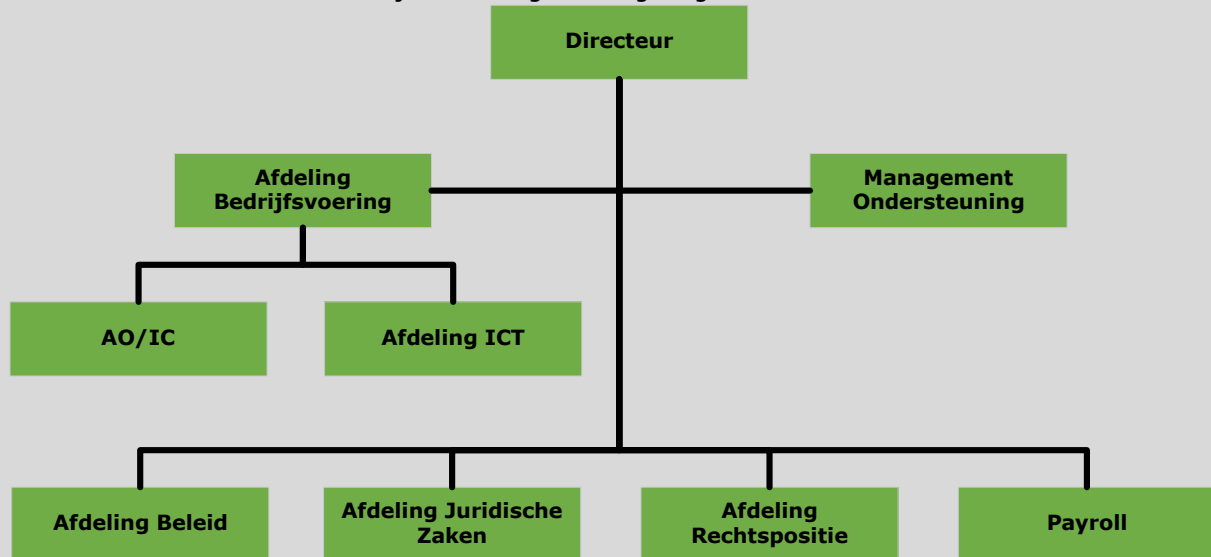 Directeur
Afdeling
Bedrijfsvoering
Management
Ondersteuning
AO/IC
Afdeling ICT
Afdeling Beleid
Afdeling Juridische
Zaken
Afdeling
Rechtspositie
Payroll